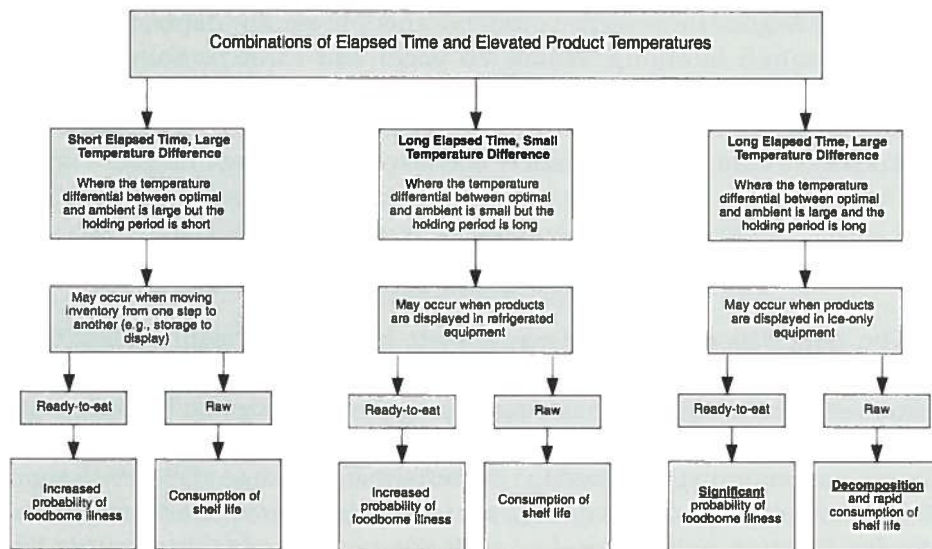 Combinations of Elapsed Time and Elevated Product Temperatures
Short Elapsed Time, Large
Temperature Difference
Where the temperature
differential between optimal
and ambient is large but the
holding period is short
Long Elapsed Time, Small
Temperature Difference
Where the temperature
differential between optimal
and ambient is small but the
holding period is long
Long Elapsed Time, Large
Temperature Difference
Where the temperature
differential between optimal
and ambient is large and the
holding period is long
May occur when moving
inventory from one step to
another (e.g., storage to
display)
May occur when products
are displayed in refrigerated
equipment
May occur when products
are displayed in ice-only
equipment
Ready-to-eat
Raw
Ready-to-eat
Raw
Ready-to-eat
Raw
Increased
probability of
foodborne illness
Consumption of
shelf life
Increased
probability of
foodborne illness
Consumption of
shelf life
Significant
probability of
foodborne illness
Decomposition
and rapid
consumption of
shelf life